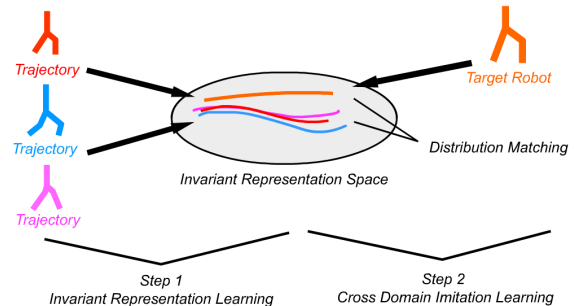 Trajectory
Target Robot
Trajectory
Distribution Matching
Invariant Representation Space
Trajectory
Step 1
Invariant Representation Learning
Step 2
Cross Domain Imitation Learning